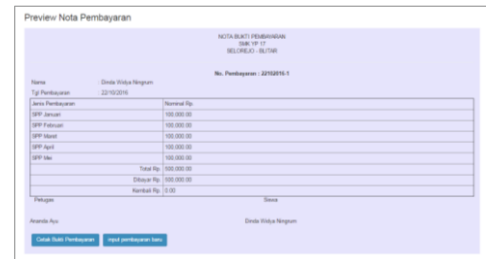 Preview Nota Pembayaran
NOTA BUKTI PEMBAYARAN
SMK YP 17
SELOREJO - BLITAR
No. Pembayaran : 22102016-1
Nama : Dinda Widya Ningrum
Tgl Pembayaran : 22/10/2016
Jenis Pembayaran Nominal Rp.
SPP Januari 100,000.00
SPP Februari 100,000.00
SPP Maret 100,000.00
SPP April 100,000.00
SPP Mei 100,000.00
Total Rp. 500,000.00
Dibayar Rp. 500,000.00
Kembali Rp. 0.00
Petugas Siswa
Ananda Ayu Dinda Widya Ningrum
Cetak Bukti Pembayaran input pembayaran baru